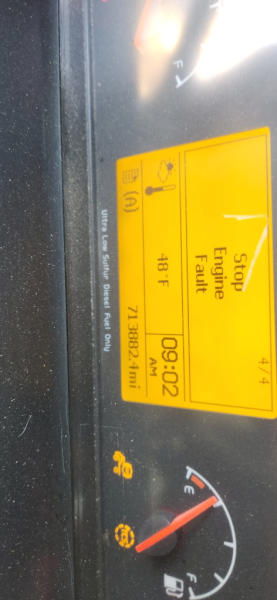 4/4
Stop
Engine
Fault
48°F
09:02
AM
(A)
713882.4mi
Ultra Low Sulfur Diesel Fuel Only
F
E
F